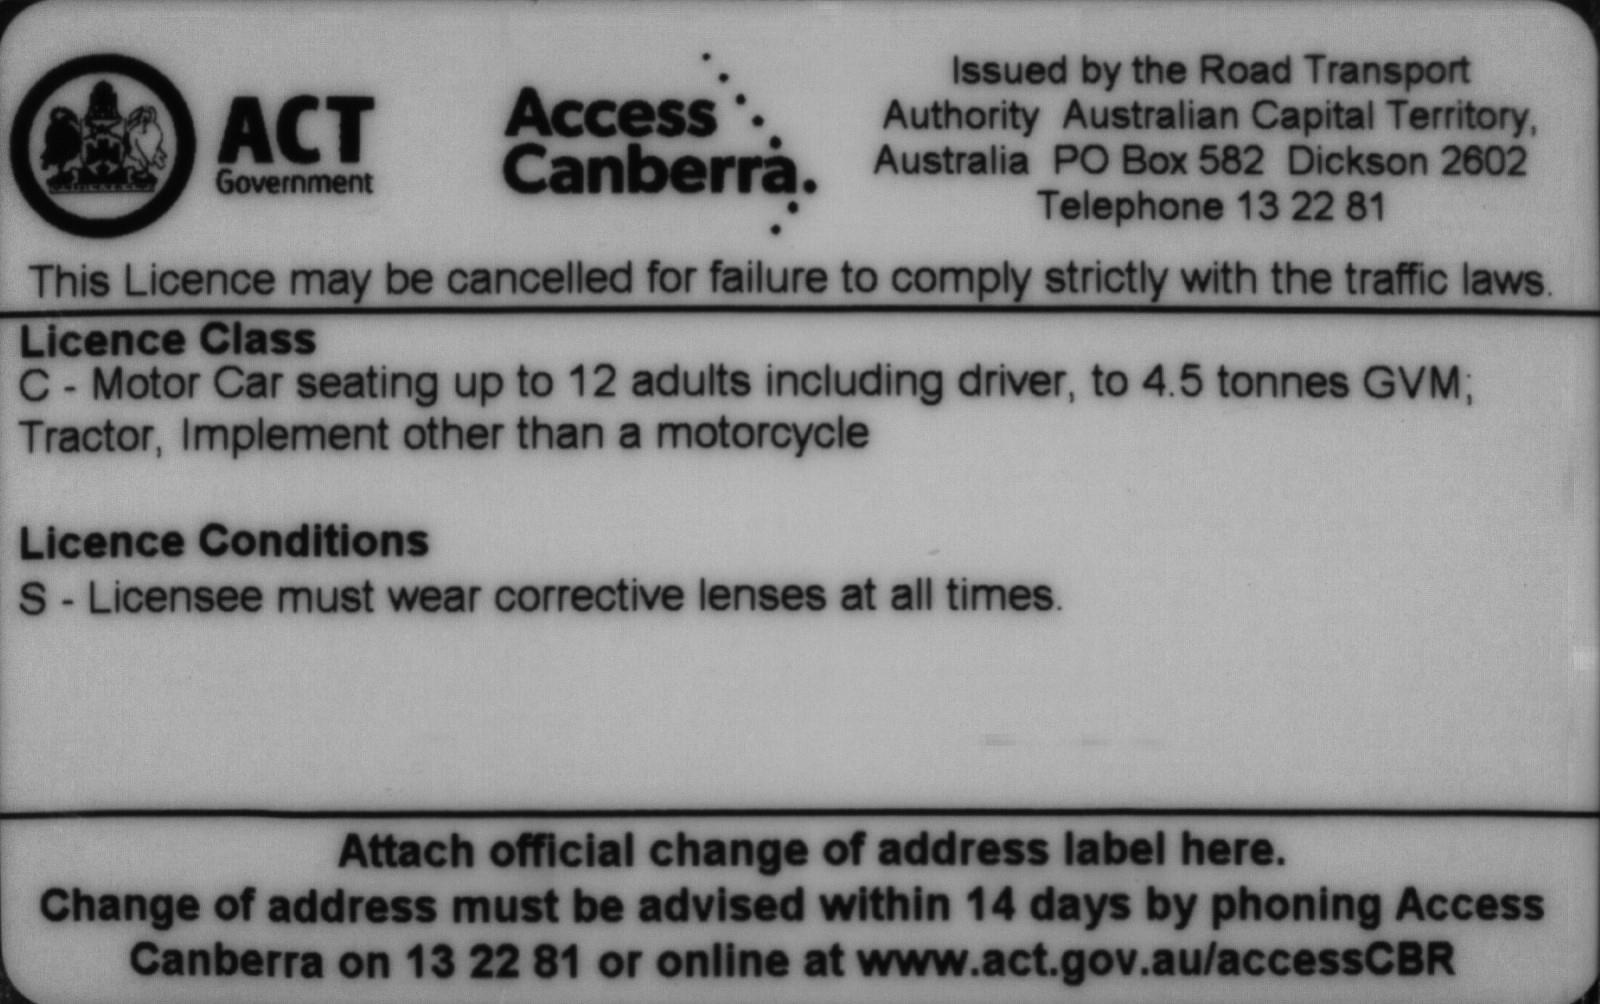 ACT
Government
Access
Canberra.
Issued by the Road Transport
Authority Australian Capital Territory,
Australia PO Box 582 Dickson 2602
Telephone 13 22 81
This Licence may be cancelled for failure to comply strictly with the traffic laws.
Licence Class
C - Motor Car seating up to 12 adults including driver, to 4.5 tonnes GVM;
Tractor, Implement other than a motorcycle
Licence Conditions
S - Licensee must wear corrective lenses at all times.
Attach official change of address label here.
Change of address must be advised within 14 days by phoning Access
Canberra on 13 22 81 or online at www.act.gov.au/accessCBR